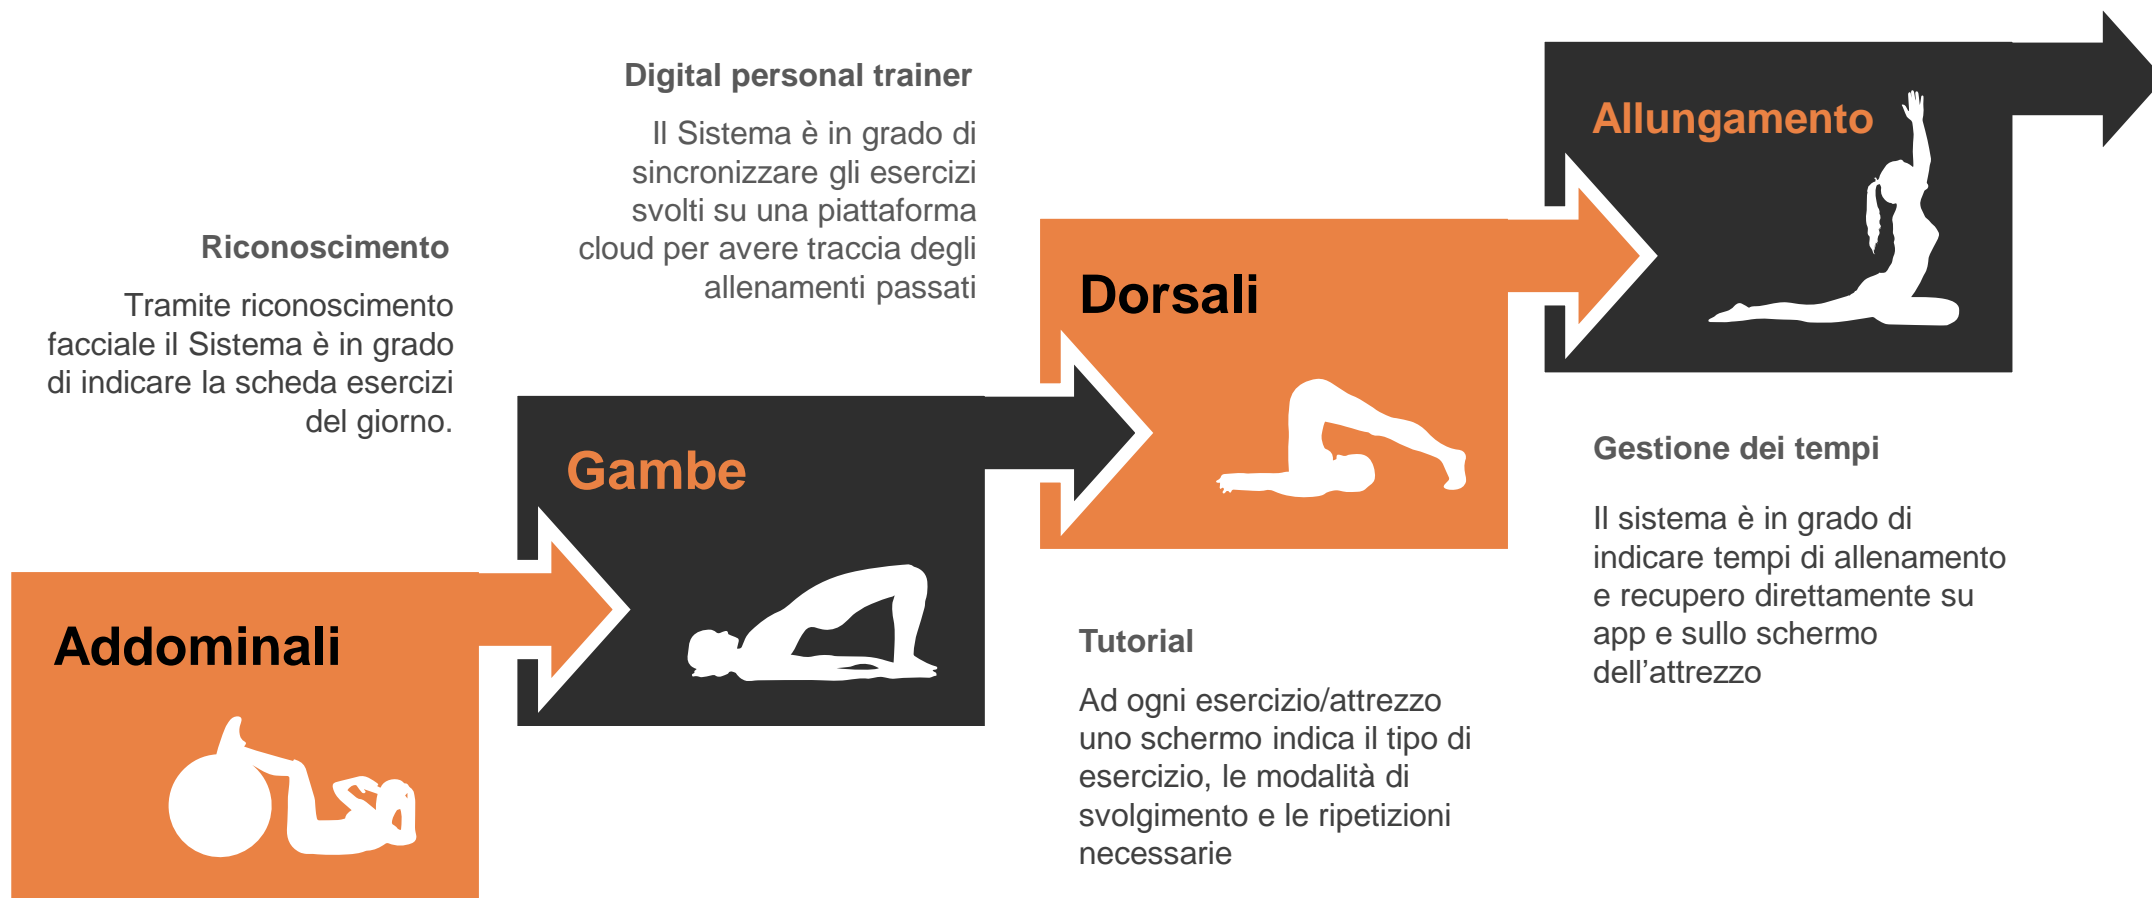 Riconoscimento
Tramite riconoscimento
facciale il Sistema è in grado
di indicare la scheda esercizi
del giorno.
Addominali
Digital personal trainer
Il Sistema è in grado di
sincronizzare gli esercizi
svolti su una piattaforma
cloud per avere traccia degli
allenamenti passati
Gambe
Dorsali
Tutorial
Ad ogni esercizio/attrezzo
uno schermo indica il tipo di
esercizio, le modalità di
svolgimento e le ripetizioni
necessarie
Allungamento
Gestione dei tempi
Il sistema è in grado di
indicare tempi di allenamento
e recupero direttamente su
app e sullo schermo
dell’attrezzo